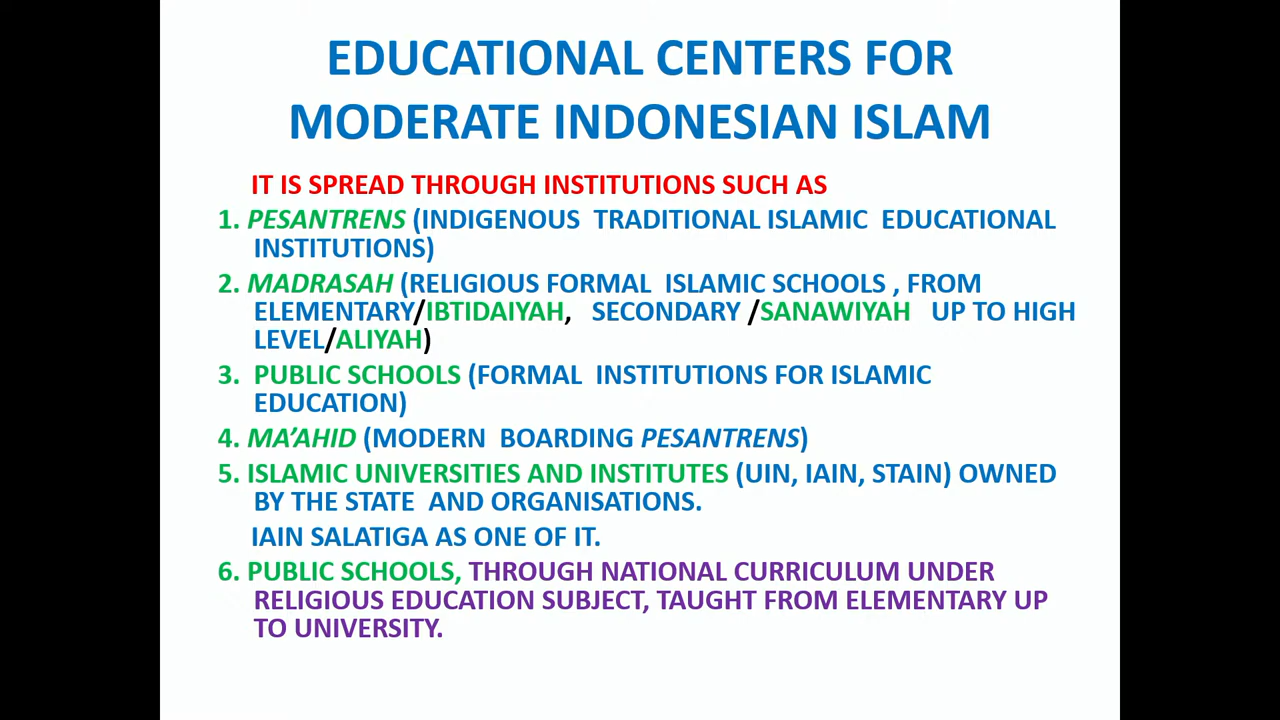 EDUCATIONAL CENTERS FOR
MODERATE INDONESIAN ISLAM
IT IS SPREAD THROUGH INSTITUTIONS SUCH AS
1. PESANTRENS (INDIGENOUS TRADITIONAL ISLAMIC EDUCATIONAL
INSTITUTIONS)
2. MADRASAH (RELIGIOUS FORMAL ISLAMIC SCHOOLS , FROM
ELEMENTARY/IBTIDAIYAH, SECONDARY /SANAWIYAH UP TO HIGH
LEVEL/ALIYAH)
3. PUBLIC SCHOOLS (FORMAL INSTITUTIONS FOR ISLAMIC
EDUCATION)
4. MA’AHID (MODERN BOARDING PESANTRENS)
5. ISLAMIC UNIVERSITIES AND INSTITUTES (UIN, IAIN, STAIN) OWNED
BY THE STATE AND ORGANISATIONS.
IAIN SALATIGA AS ONE OF IT.
6. PUBLIC SCHOOLS, THROUGH NATIONAL CURRICULUM UNDER
RELIGIOUS EDUCATION SUBJECT, TAUGHT FROM ELEMENTARY UP
TO UNIVERSITY.